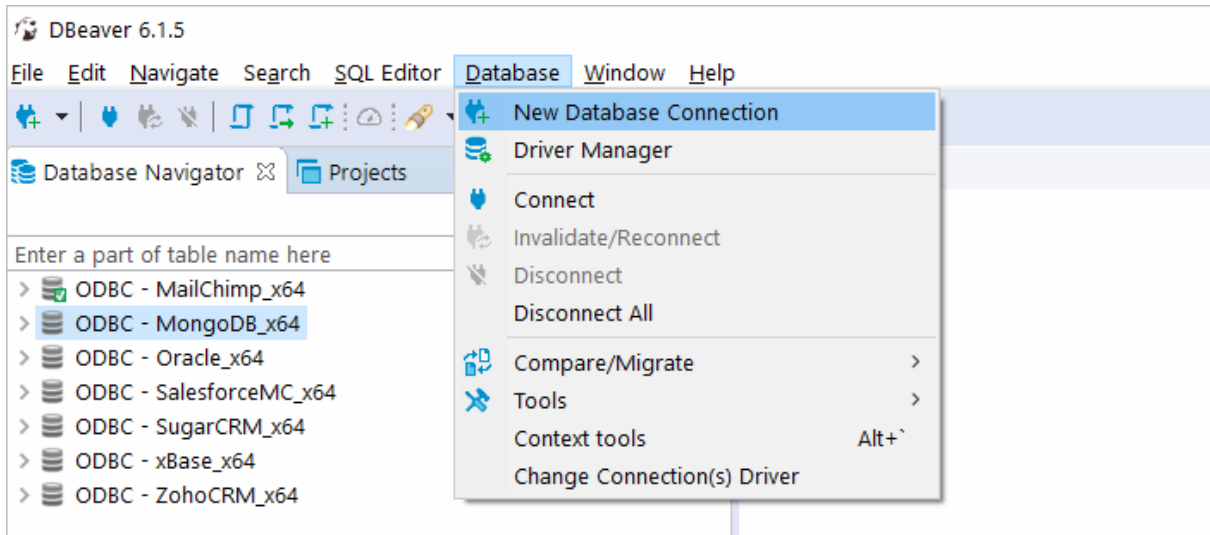 DBeaver 6.1.5
File Edit Navigate Search SQL Editor Database Window Help
New Database Connection
Driver Manager
Connect
Invalidate/Reconnect
Disconnect
Disconnect All
Compare/Migrate
Tools
Context tools Alt+`
Change Connection(s) Driver
Database Navigator Projects
Enter a part of table name here
ODBC - MailChimp_x64
ODBC - MongoDB_x64
ODBC - Oracle_x64
ODBC - SalesforceMC_x64
ODBC - SugarCRM_x64
ODBC - xBase_x64
ODBC - ZohoCRM_x64